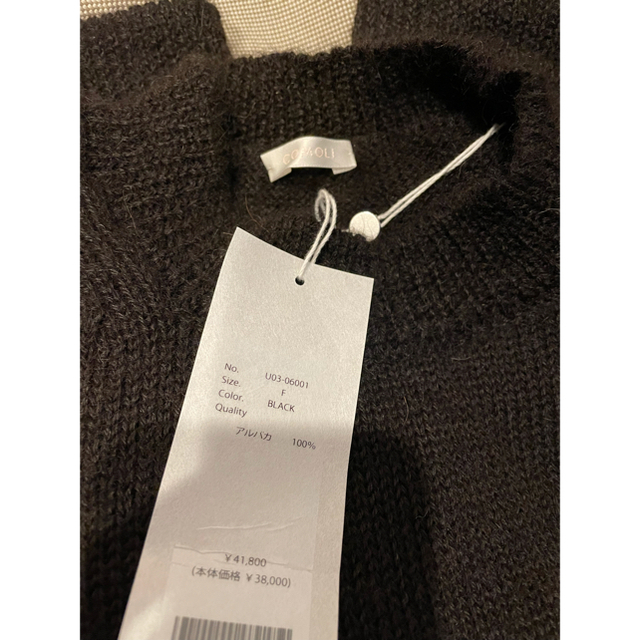 No. U03-06001
Size. F
Color. BLACK
Quality
アルパカ 100%
￥41,800
(本体価格 ￥38,000)